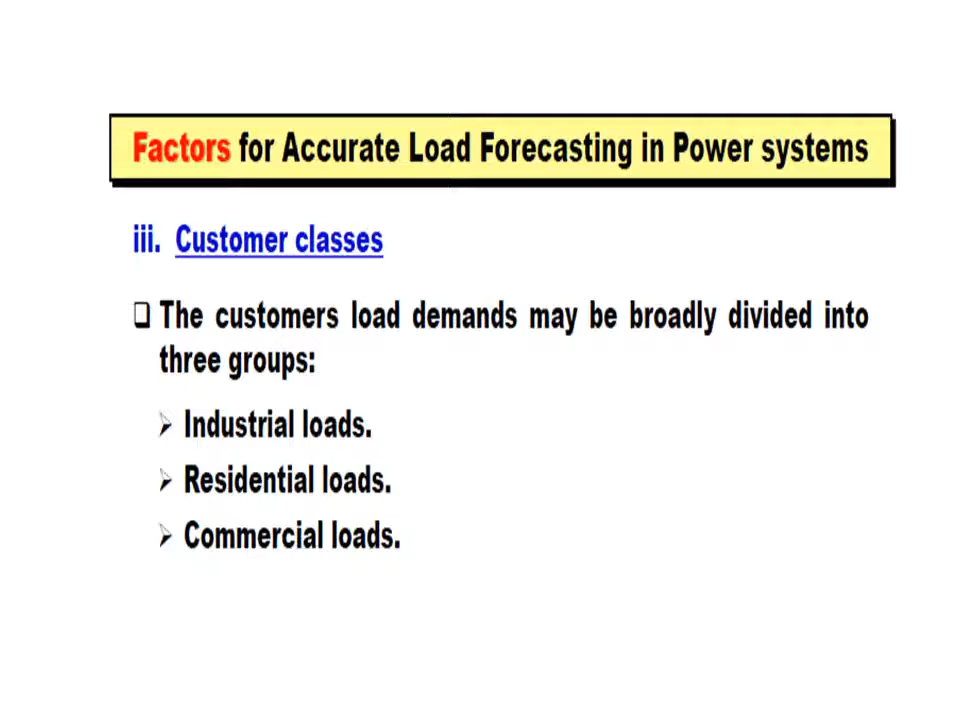 Factors for Accurate Load Forecasting in Power systems
iii. Customer classes
❑ The customers load demands may be broadly divided into
three groups:
➢ Industrial loads.
➢ Residential loads.
➢ Commercial loads.